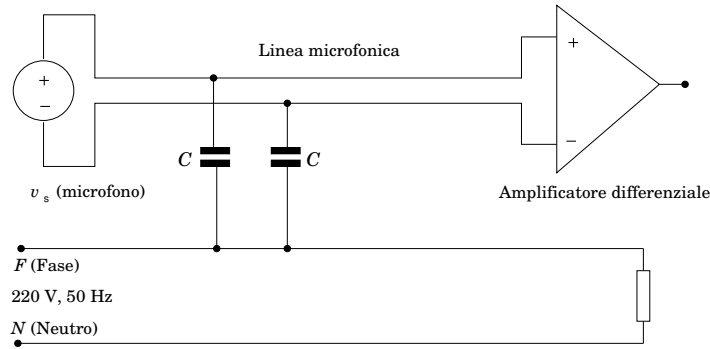 Linea microfonica
+
−
+
−
C
C
v s (microfono)
Amplificatore differenziale
F (Fase)
220 V, 50 Hz
N (Neutro)